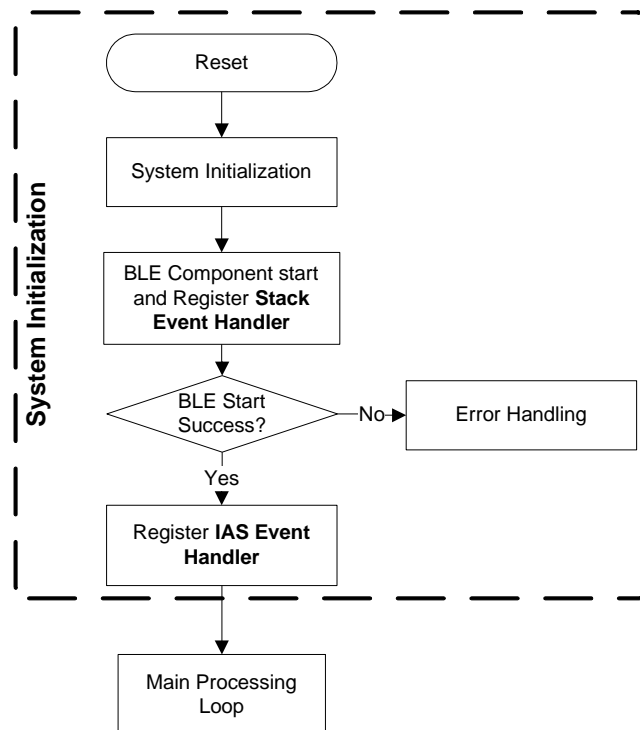 Reset
System Initialization
System Initialization
BLE Component start
and Register Stack
Event Handler
BLE Start
Success?
No
Error Handling
Yes
Register IAS Event
Handler
Main Processing
Loop